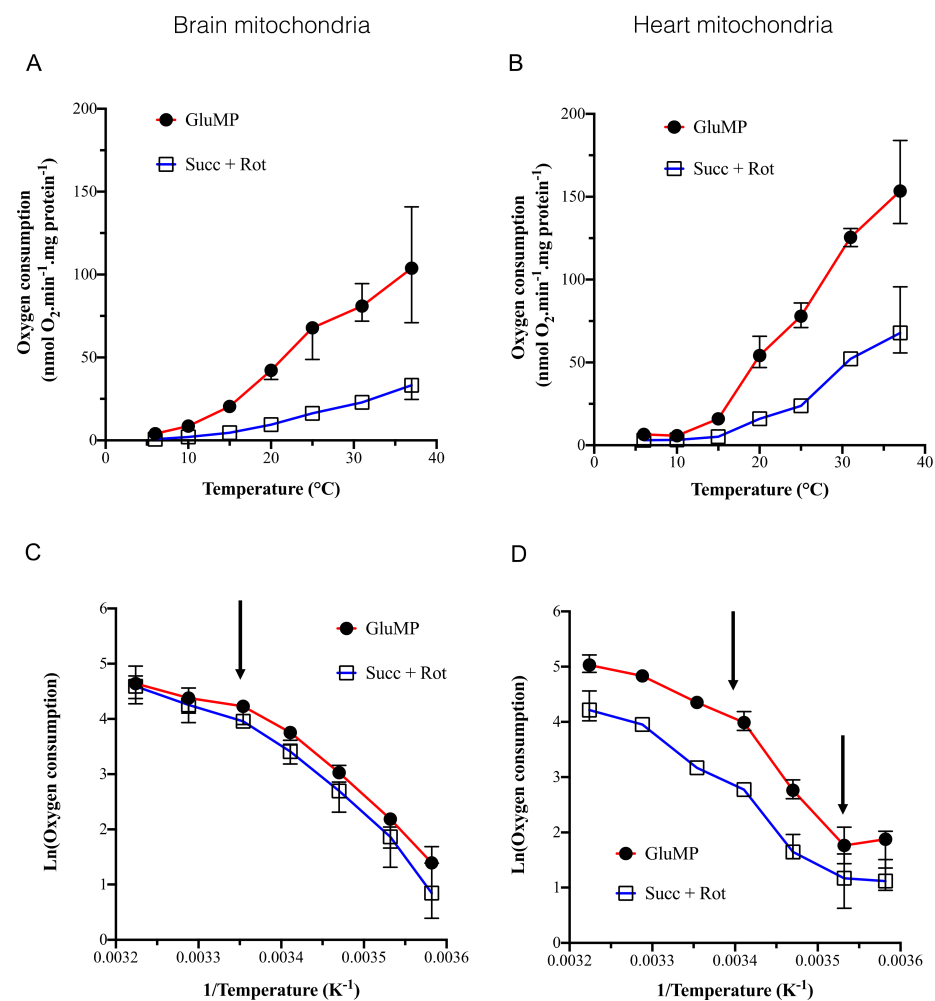 Brain mitochondria
Heart mitochondria
A
200
150
100
50
0
0
10
20
30
40
GluMP
Succ + Rot
Oxygen consumption
(nmol O2.min-1.mg protein-1)
Temperature (°C)
B
200
150
100
50
0
0
10
20
30
40
GluMP
Succ + Rot
Oxygen consumption
(nmol O2.min-1.mg protein-1)
Temperature (°C)
C
6
5
4
3
2
1
0
0.0032
0.0033
0.0034
0.0035
0.0036
GluMP
Succ + Rot
Ln(Oxygen consumption)
1/Temperature (K-1)
D
6
5
4
3
2
1
0
0.0032
0.0033
0.0034
0.0035
0.0036
GluMP
Succ + Rot
Ln(Oxygen consumption)
1/Temperature (K-1)